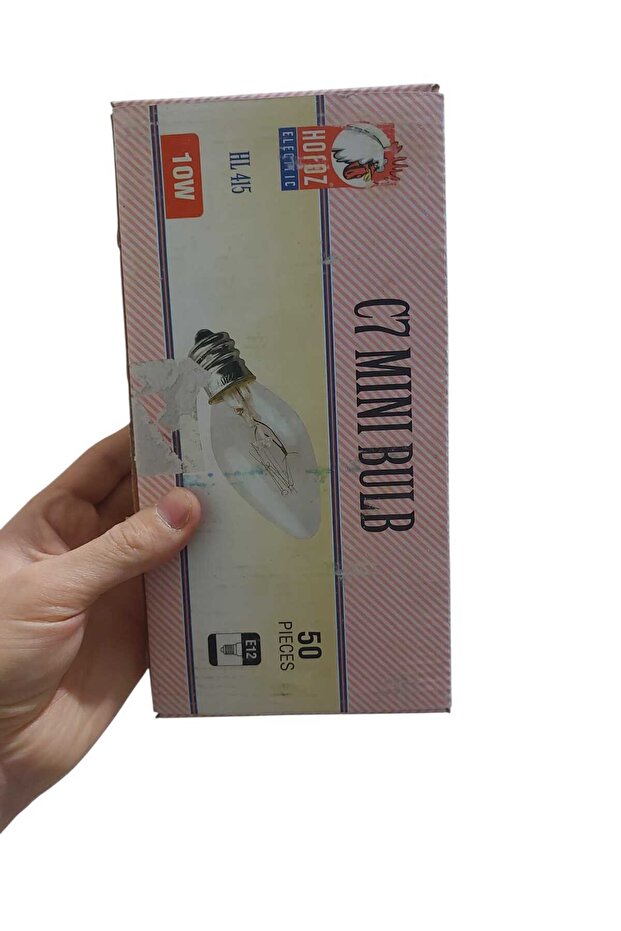 HOROZ
ELECTRIC
HL 415
10W
C7 MINI BULB
50
PIECES
E12